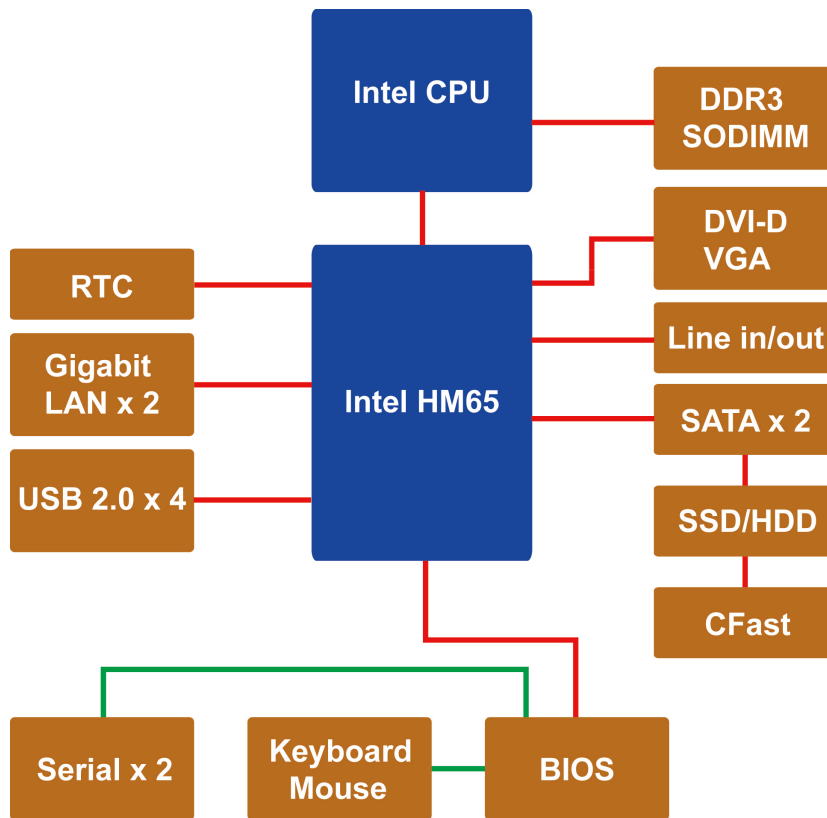 Intel CPU
DDR3
SODIMM
DVI-D
VGA
RTC
Line in/out
Gigabit
LAN x 2
Intel HM65
SATA x 2
USB 2.0 x 4
SSD/HDD
CFast
Serial x 2
Keyboard
Mouse
BIOS